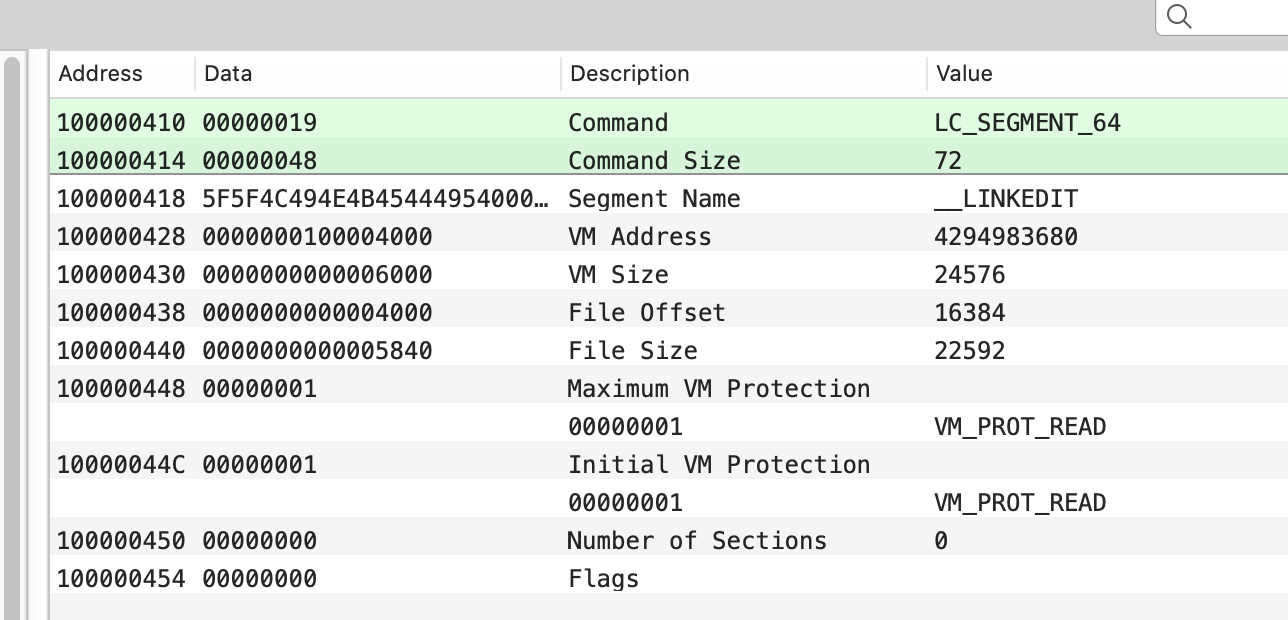 Address Data Description Value
100000410 00000019 Command LC_SEGMENT_64
100000414 00000048 Command Size 72
100000418 5F5F4C494E4B45444954000… Segment Name __LINKEDIT
100000428 0000000100004000 VM Address 4294983680
100000430 0000000000006000 VM Size 24576
100000438 0000000000004000 File Offset 16384
100000440 0000000000005840 File Size 22592
100000448 00000001 Maximum VM Protection
00000001 VM_PROT_READ
10000044C 00000001 Initial VM Protection
00000001 VM_PROT_READ
100000450 00000000 Number of Sections 0
100000454 00000000 Flags